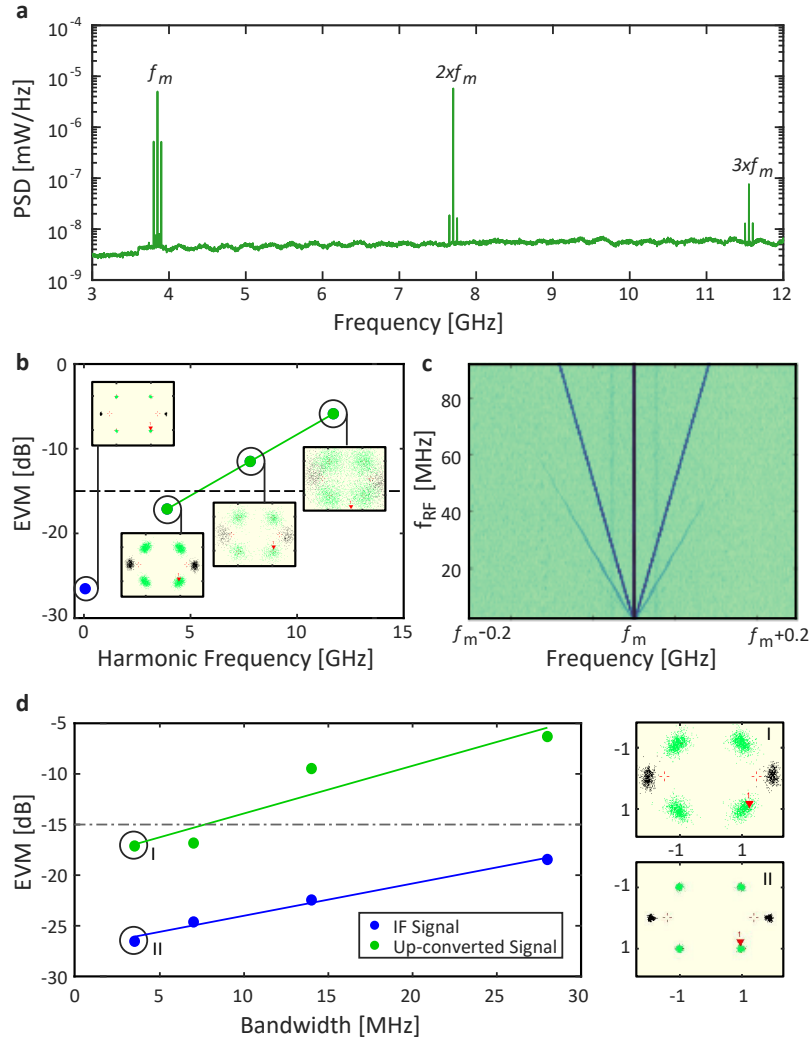 a
10⁻⁴
10⁻⁵
10⁻⁶
10⁻⁷
10⁻⁸
10⁻⁹
PSD [mW/Hz]
f_m
2xf_m
3xf_m
3 4 5 6 7 8 9 10 11 12
Frequency [GHz]
b
0
-10
-20
-30
EVM [dB]
0 5 10 15
Harmonic Frequency [GHz]
c
80
60
40
20
f_RF [MHz]
f_m-0.2 f_m f_m+0.2
Frequency [GHz]
d
-5
-10
-15
-20
-25
-30
EVM [dB]
I
II
IF Signal
Up-converted Signal
0 5 10 15 20 25 30
Bandwidth [MHz]
I
-1
1
-1 1
II
-1
1
-1 1